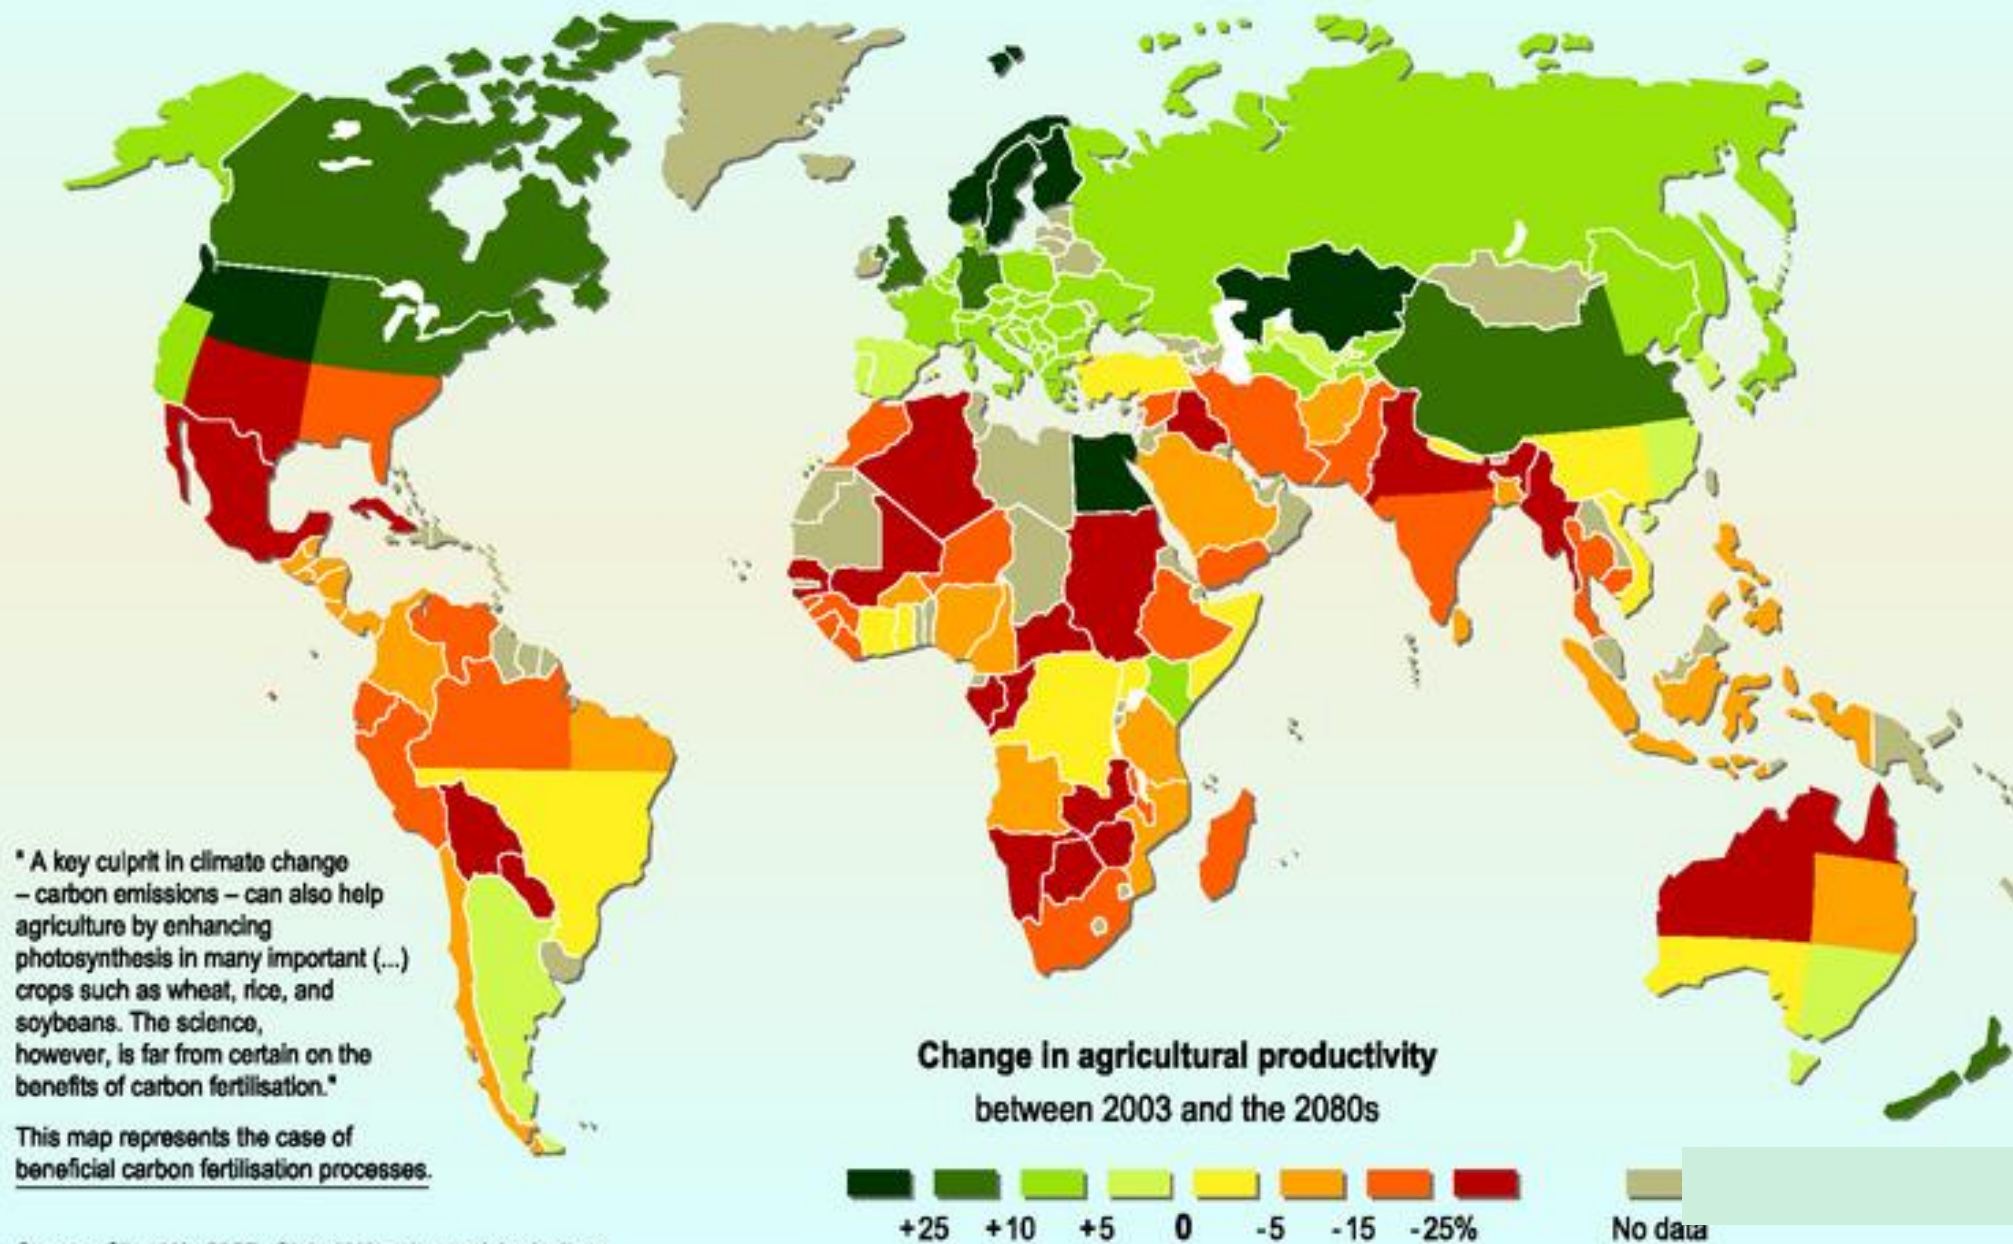 " A key culprit in climate change
– carbon emissions – can also help
agriculture by enhancing
photosynthesis in many important (...)
crops such as wheat, rice, and
soybeans. The science,
however, is far from certain on the
benefits of carbon fertilisation."
This map represents the case of
beneficial carbon fertilisation processes.
Change in agricultural productivity
between 2003 and the 2080s
+25 +10 +5 0 -5 -15 -25%
No data